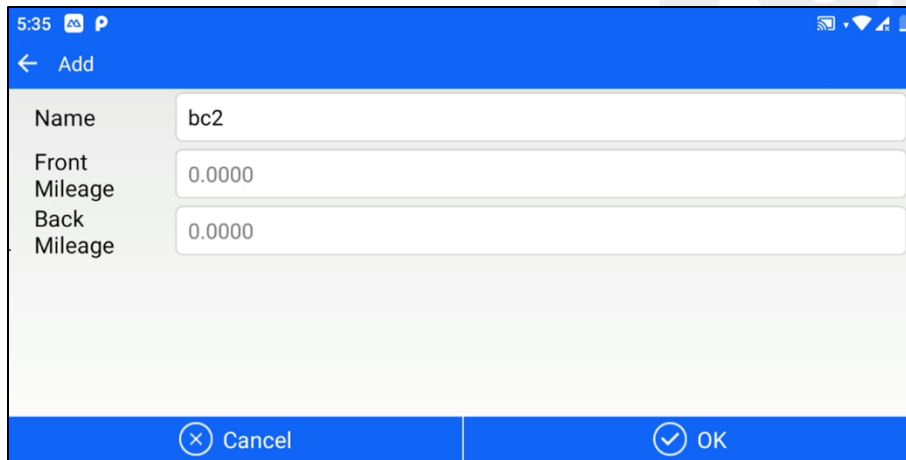 5:35
Add
Name
bc2
Front
Mileage
0.0000
Back
Mileage
0.0000
Cancel
OK